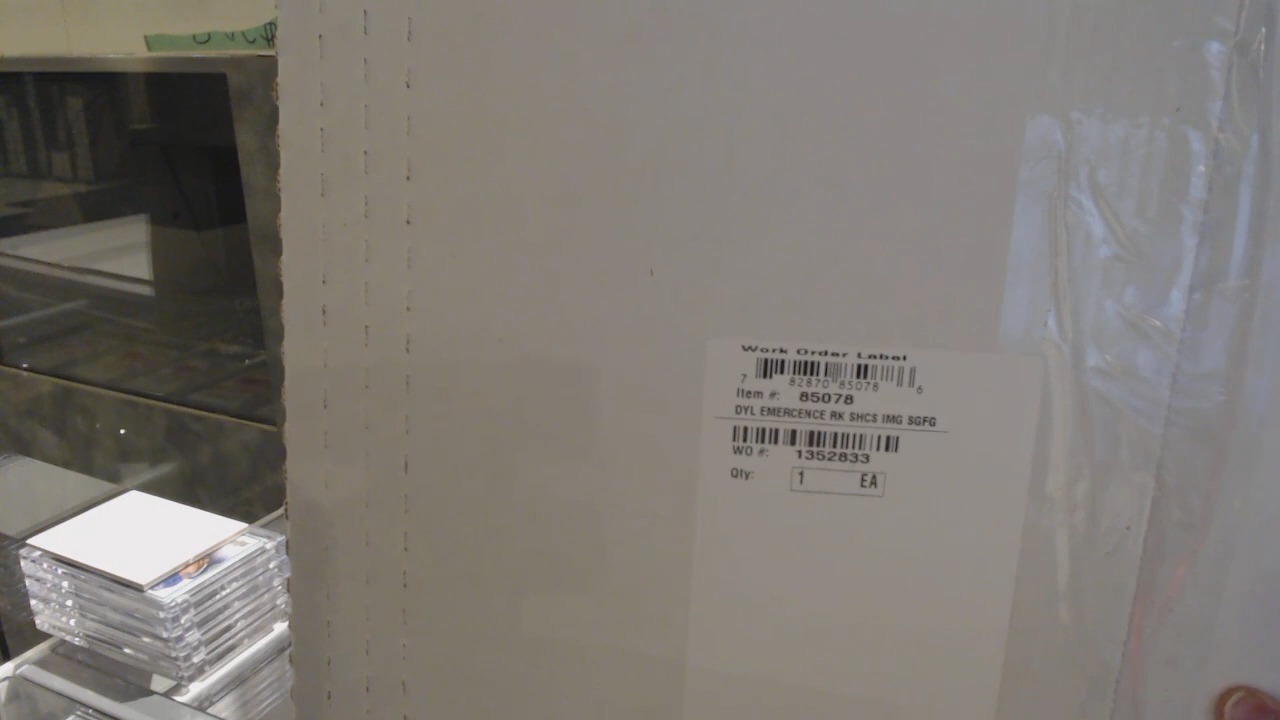 Work Order Label
7 82870 85078 6
Item #: 85078
DYL EMERCENCE RK SHCS IMG SGFG
WO #: 1352833
Qty: 1 EA